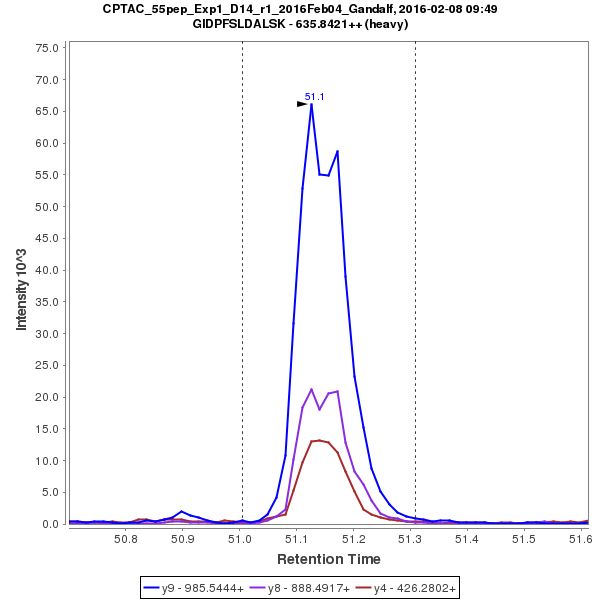 CPTAC_55pep_Exp1_D14_r1_2016Feb04_Gandalf, 2016-02-08 09:49
GIDPFSLDALSK - 635.8421++ (heavy)
75.0
70.0
65.0
60.0
55.0
50.0
45.0
40.0
35.0
30.0
25.0
20.0
15.0
10.0
5.0
0.0
Intensity 10^3
51.1
50.8 50.9 51.0 51.1 51.2 51.3 51.4 51.5 51.6
Retention Time
y9 - 985.5444+ y8 - 888.4917+ y4 - 426.2802+